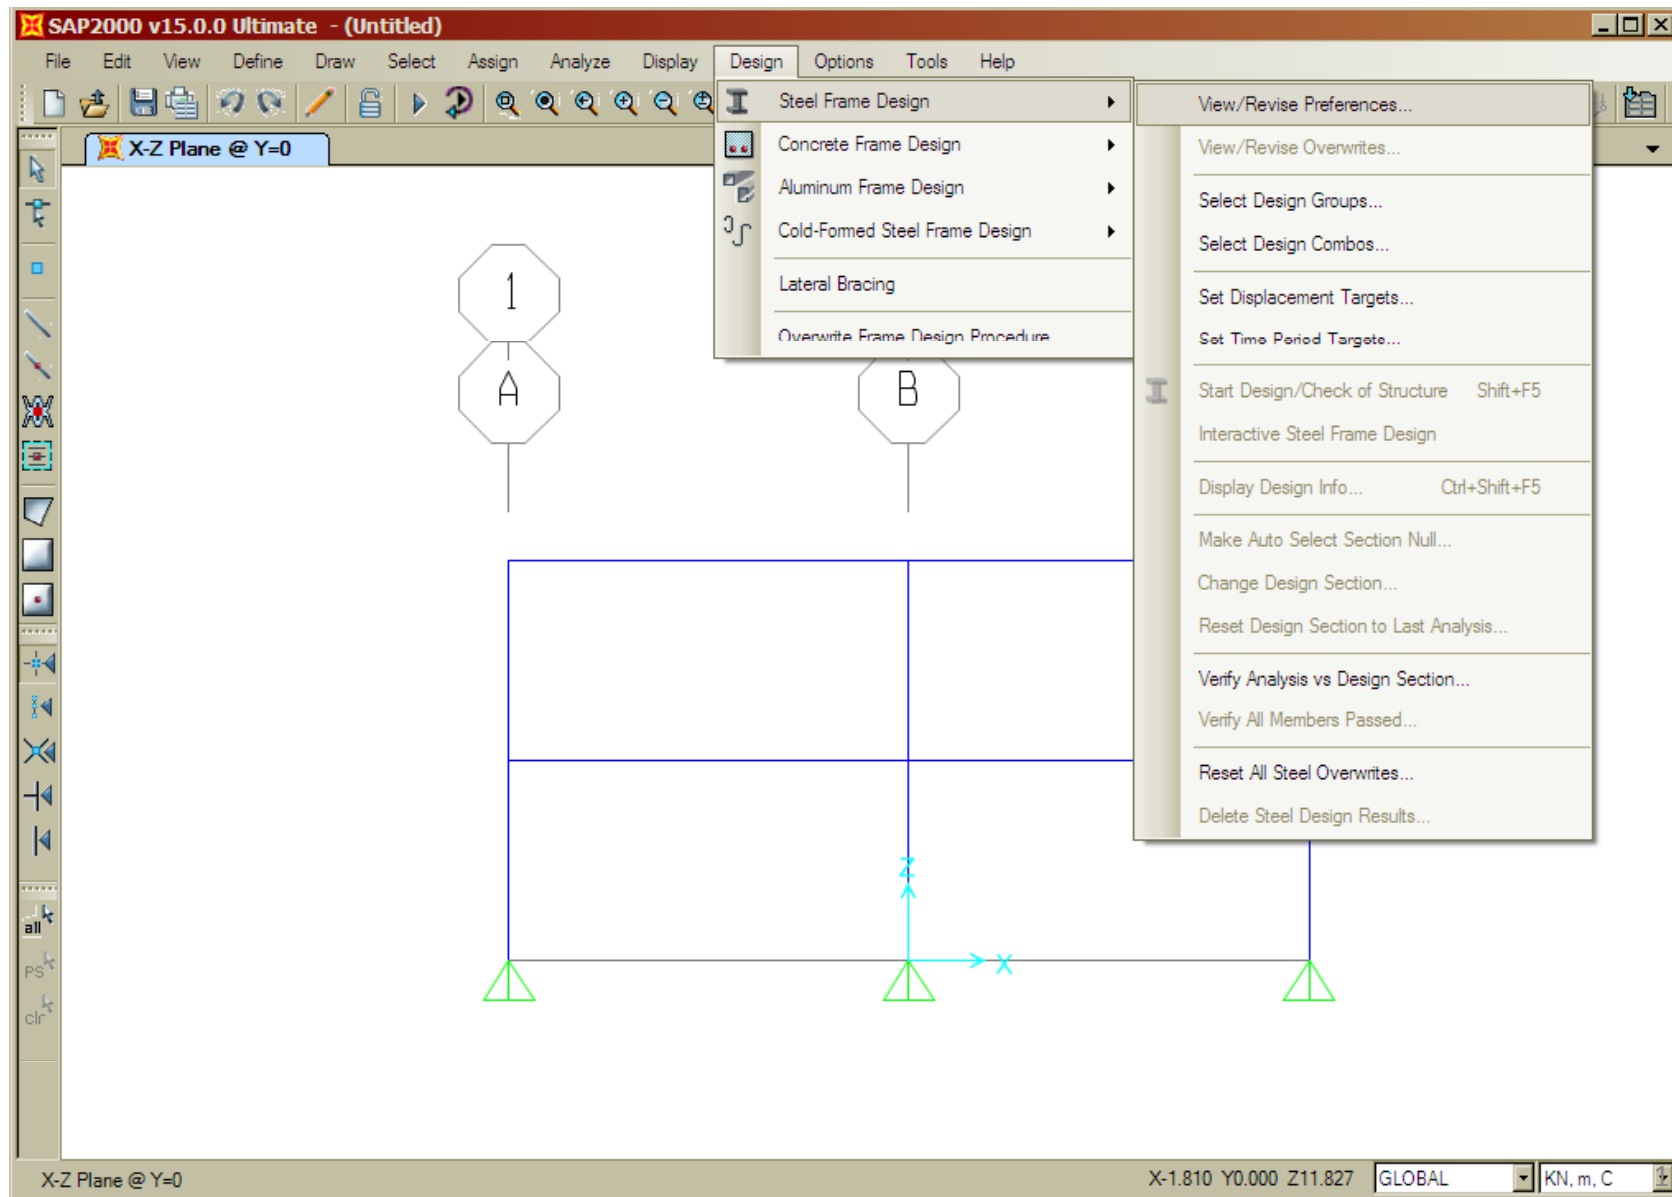 SAP2000 v15.0.0 Ultimate - (Untitled)
File Edit View Define Draw Select Assign Analyze Display Design Options Tools Help
X-Z Plane @ Y=0
Steel Frame Design
Concrete Frame Design
Aluminum Frame Design
Cold-Formed Steel Frame Design
Lateral Bracing
Overwrite Frame Design Procedure
View/Revise Preferences...
View/Revise Overwrites...
Select Design Groups...
Select Design Combos...
Set Displacement Targets...
Set Time Period Targets...
Start Design/Check of Structure Shift+F5
Interactive Steel Frame Design
Display Design Info... Ctrl+Shift+F5
Make Auto Select Section Null...
Change Design Section...
Reset Design Section to Last Analysis...
Verify Analysis vs Design Section...
Verify All Members Passed...
Reset All Steel Overwrites...
Delete Steel Design Results...
1
A
B
Z
X
all
PS
clr
X-Z Plane @ Y=0
X-1.810 Y0.000 Z11.827
GLOBAL
KN, m, C